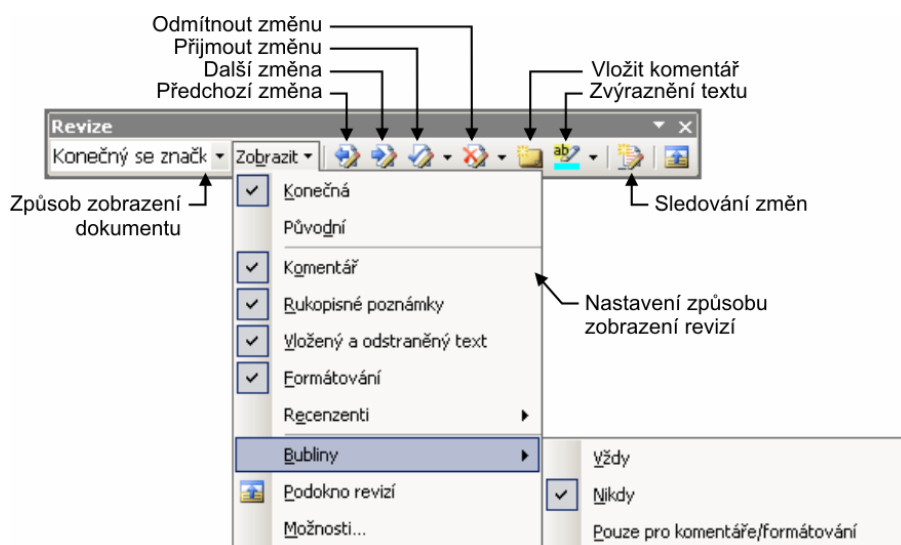 Odmítnout změnu
Přijmout změnu
Další změna
Předchozí změna
Vložit komentář
Zvýraznění textu
Revize
Konečný se značk
Zobrazit
ab
Způsob zobrazení
dokumentu
Sledování změn
Konečná
Původní
Komentář
Rukopisné poznámky
Vložený a odstraněný text
Formátování
Recenzenti
Nastavení způsobu
zobrazení revizí
Bubliny
Vždy
Podokno revizí
Nikdy
Možnosti...
Pouze pro komentáře/formátování